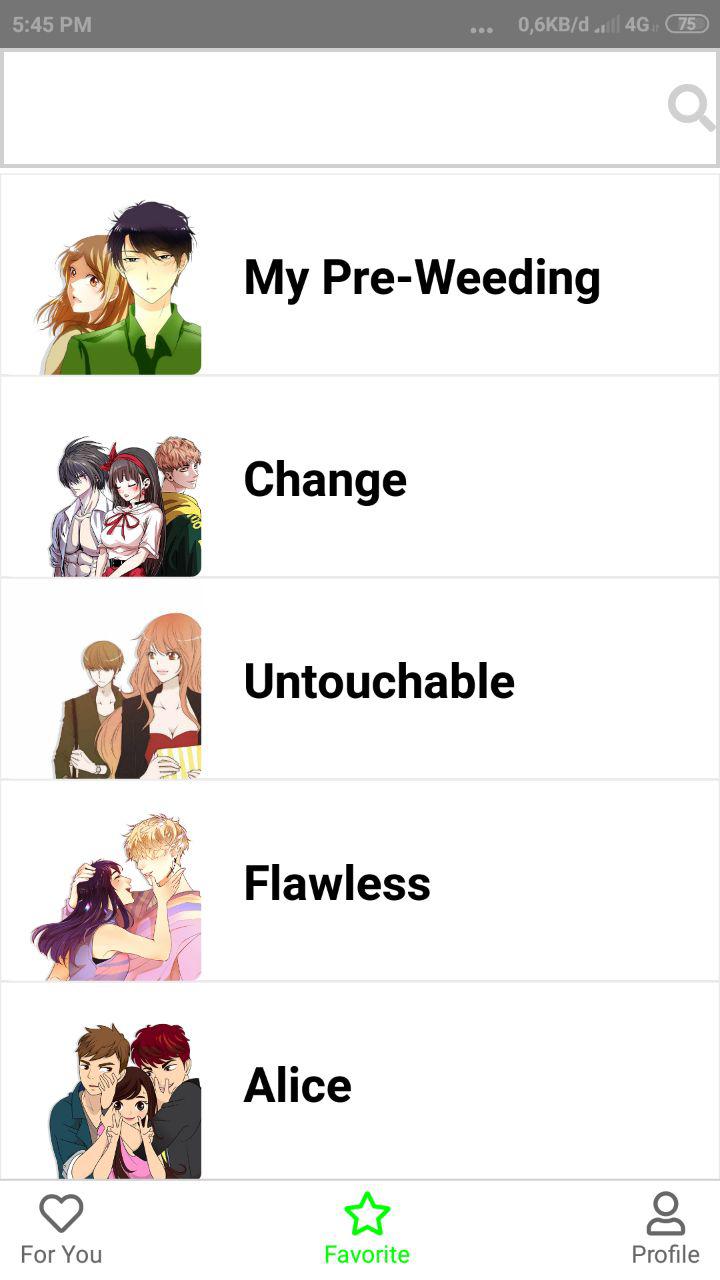 5:45 PM ... 0,6KB/d 4G 75
My Pre-Weeding
Change
Untouchable
Flawless
Alice
For You Favorite Profile